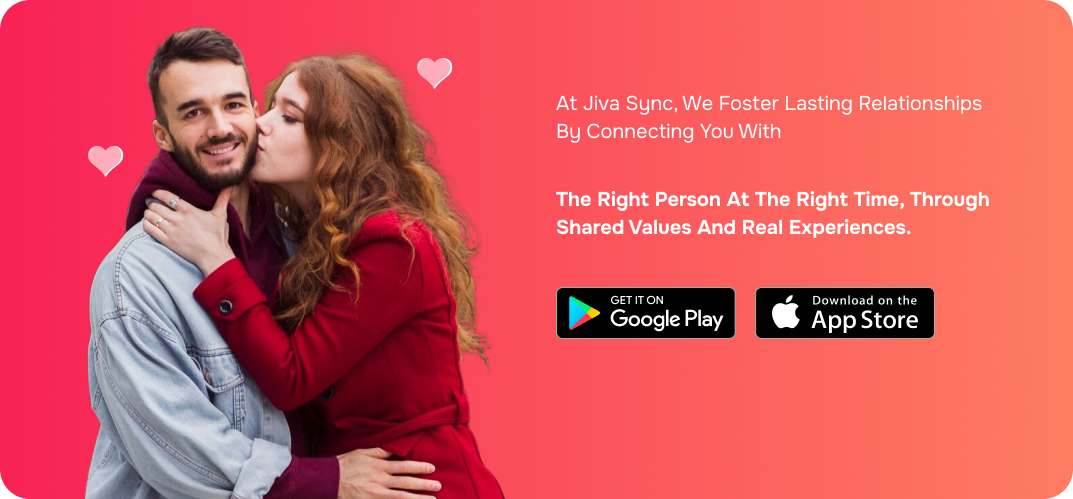 At Jiva Sync, We Foster Lasting Relationships
By Connecting You With
The Right Person At The Right Time, Through
Shared Values And Real Experiences.
GET IT ON
Google Play
Download on the
App Store